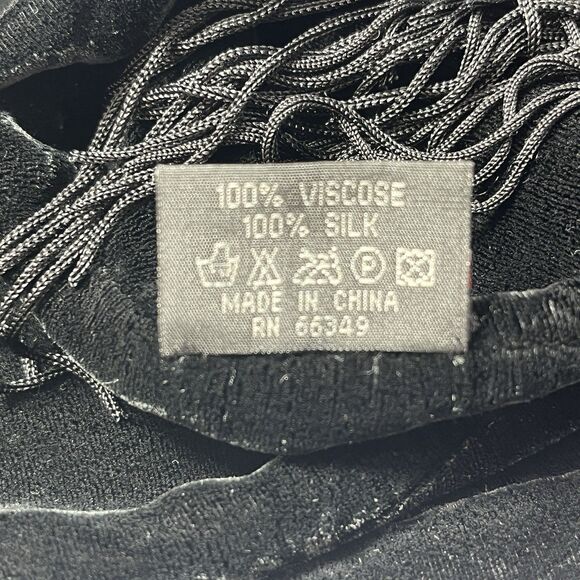 100% VISCOSE
100% SILK
P
MADE IN CHINA
RN 66349